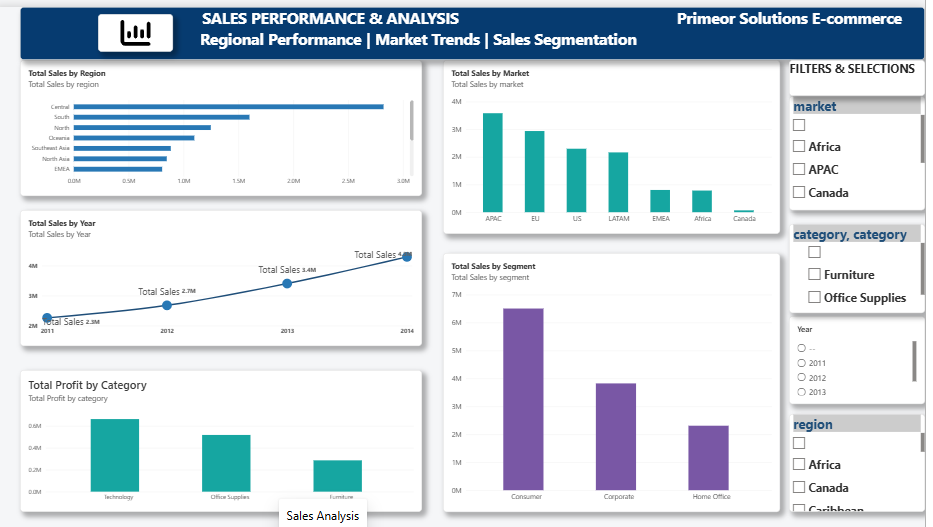 SALES PERFORMANCE & ANALYSIS
Primeor Solutions E-commerce
Regional Performance | Market Trends | Sales Segmentation
Total Sales by Region
Total Sales by region
Central
South
North
Oceania
Southeast Asia
North Asia
EMEA
0.0M 0.5M 1.0M 1.5M 2.0M 2.5M 3.0M
Total Sales by Year
Total Sales by Year
4M
3M
2M
Total Sales 2.3M
Total Sales 2.7M
Total Sales 3.4M
Total Sales
2011 2012 2013 2014
Total Profit by Category
Total Profit by category
0.6M
0.4M
0.2M
0.0M
Technology Office Supplies Furniture
Sales Analysis
Total Sales by Market
Total Sales by market
4M
3M
2M
1M
0M
APAC EU US LATAM EMEA Africa Canada
Total Sales by Segment
Total Sales by segment
7M
6M
5M
4M
3M
2M
1M
0M
Consumer Corporate Home Office
FILTERS & SELECTIONS
market
Africa
APAC
Canada
category, category
Furniture
Office Supplies
Year
--
2011
2012
2013
region
Africa
Canada
Caribbean